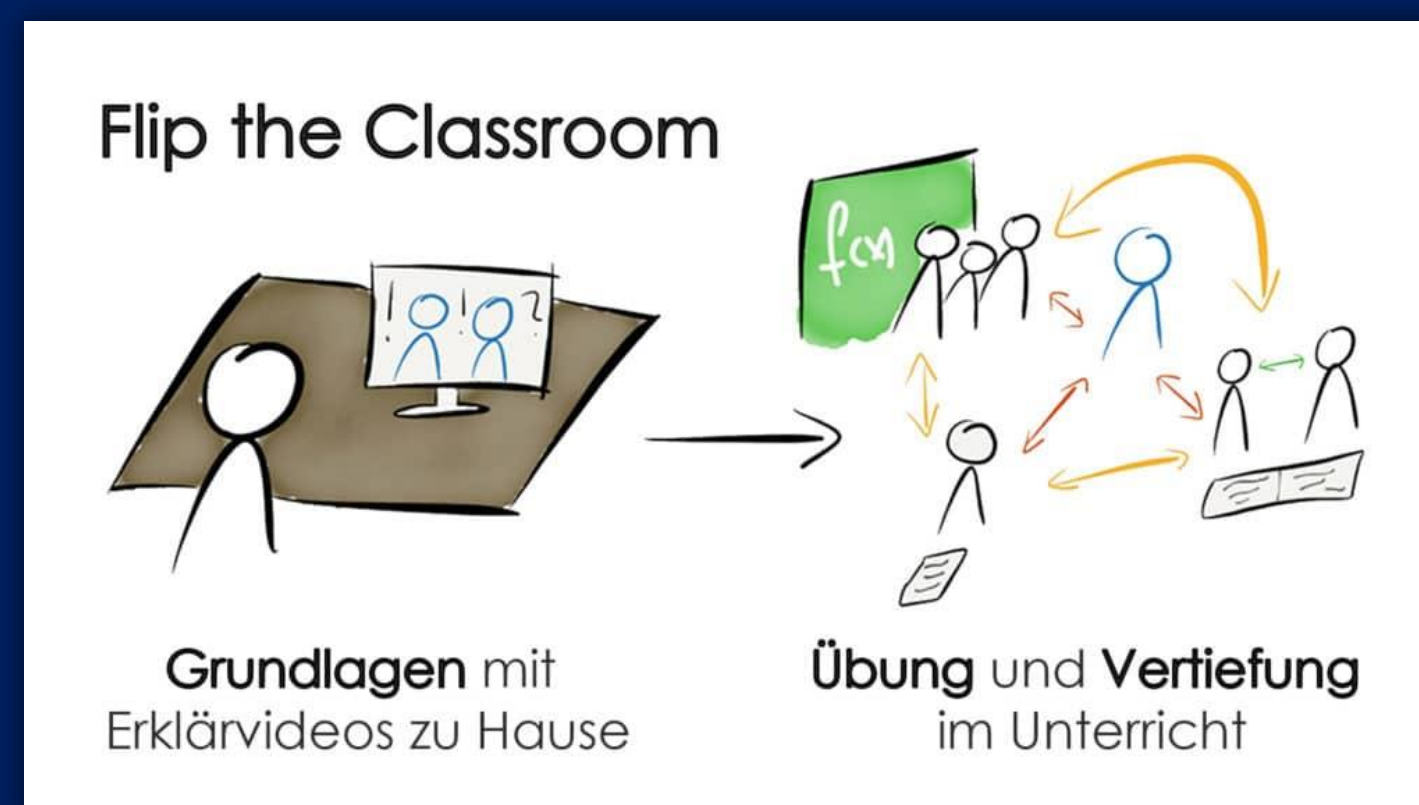 Flip the Classroom
f(x)
! ! ?
Grundlagen mit
Erklärvideos zu Hause
Übung und Vertiefung
im Unterricht